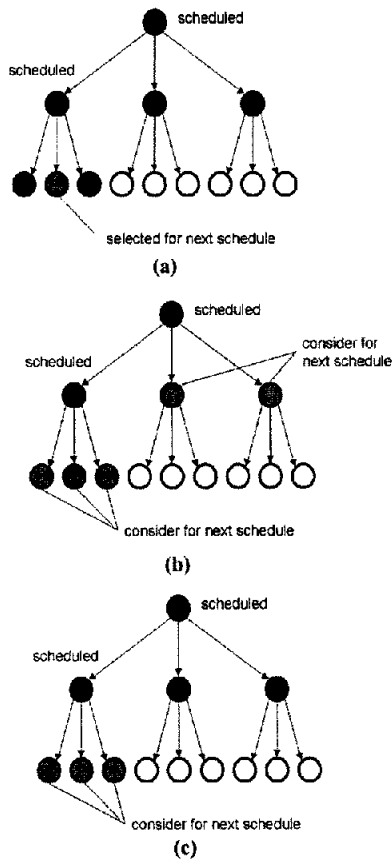 scheduled
scheduled
selected for next schedule
(a)
scheduled
consider for
next schedule
scheduled
consider for next schedule
(b)
scheduled
scheduled
consider for next schedule
(c)